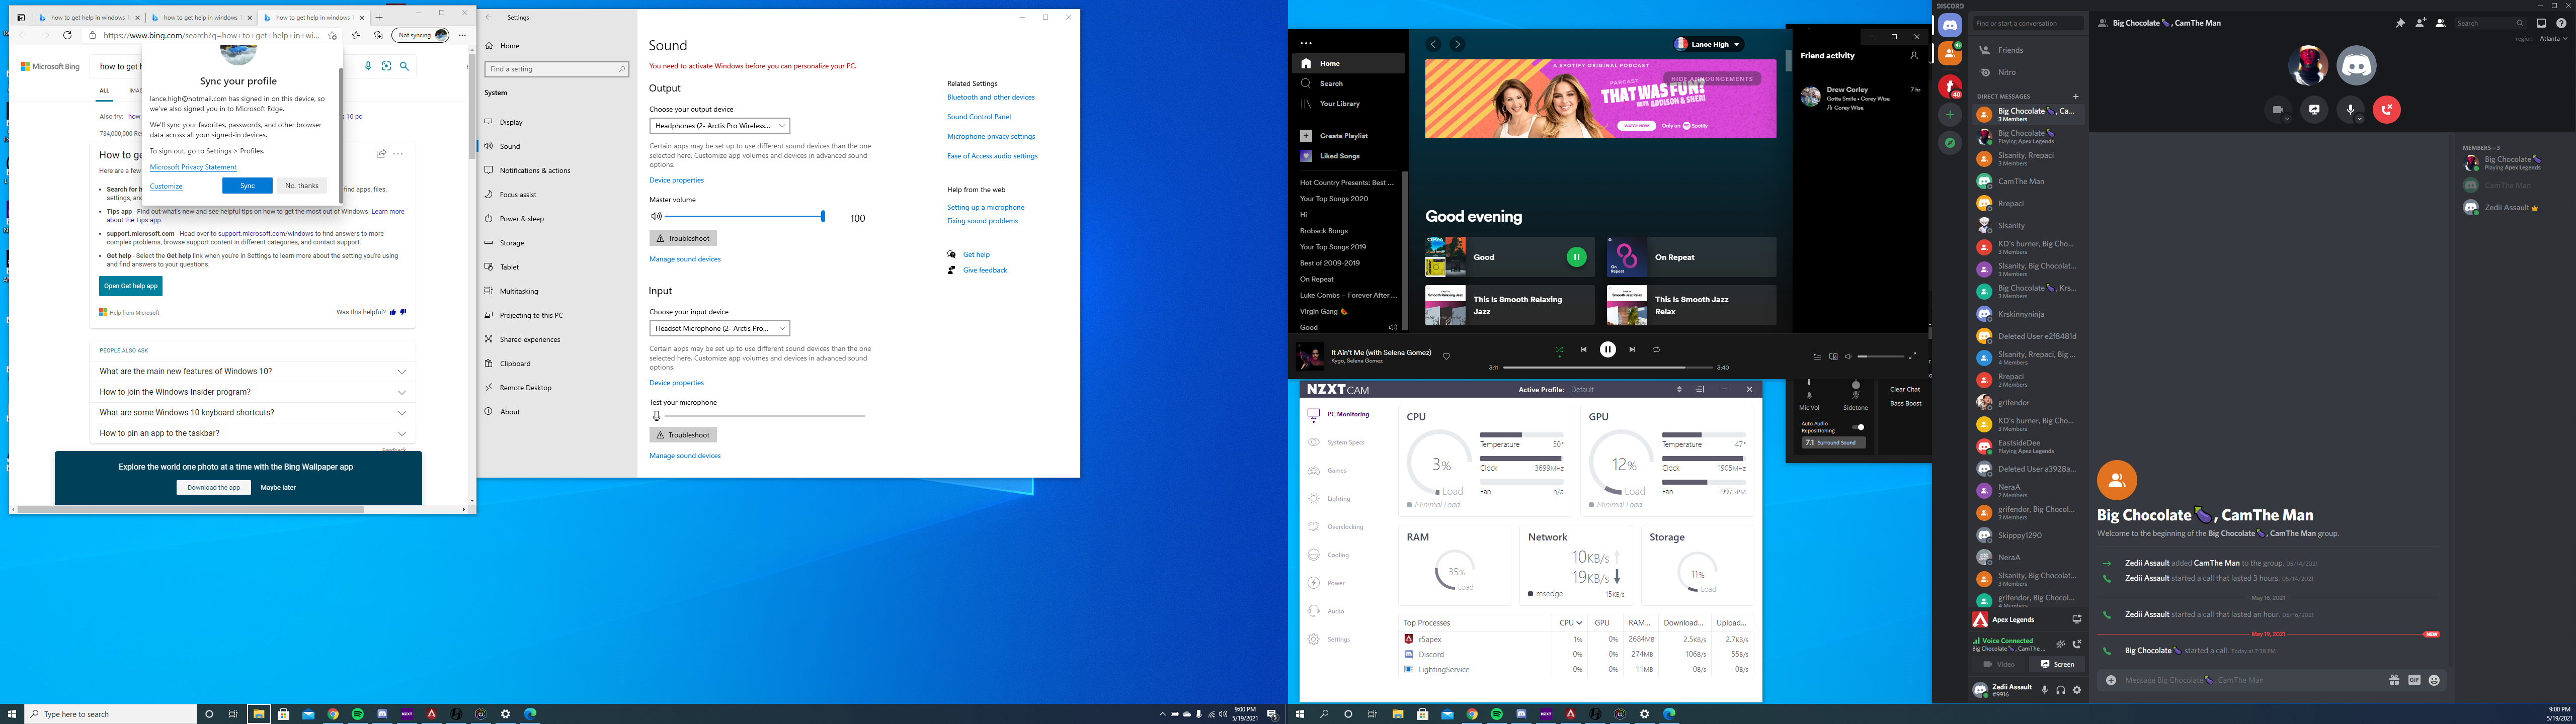 how to get help in windows 1
how to get help in windows 1
how to get help in windows 1
https://www.bing.com/search?q=how+to+get+help+in+wi...
Not syncing
Microsoft Bing
how to get h
ALL
IMAG
Also try: how
s 10 pc
734,000,000 Re
Sync your profile
lance.high@hotmail.com has signed in on this device, so
we've also signed you in to Microsoft Edge.
We'll sync your favorites, passwords, and other browser
data across all your signed-in devices.
To sign out, go to Settings > Profiles.
Microsoft Privacy Statement
Customize
Sync
No, thanks
How to ge
Here are a few
Search for h
find apps, files,
settings, and
Tips app - Find out what's new and see helpful tips on how to get the most out of Windows. Learn more
about the Tips app.
support.microsoft.com - Head over to support.microsoft.com/windows to find answers to more
complex problems, browse support content in different categories, and contact support.
Get help - Select the Get help link when you're in Settings to learn more about the setting you're using
and find answers to your questions.
Open Get help app
Help from Microsoft
Was this helpful?
PEOPLE ALSO ASK
What are the main new features of Windows 10?
How to join the Windows Insider program?
What are some Windows 10 keyboard shortcuts?
How to pin an app to the taskbar?
Feedback
Explore the world one photo at a time with the Bing Wallpaper app
Download the app
Maybe later
Settings
Home
Find a setting
System
Display
Sound
Notifications & actions
Focus assist
Power & sleep
Storage
Tablet
Multitasking
Projecting to this PC
Shared experiences
Clipboard
Remote Desktop
About
Sound
You need to activate Windows before you can personalize your PC.
Output
Choose your output device
Headphones (2- Arctis Pro Wireless...
Certain apps may be set up to use different sound devices than the one
selected here. Customize app volumes and devices in advanced sound
options.
Device properties
Master volume
100
Troubleshoot
Manage sound devices
Input
Choose your input device
Headset Microphone (2- Arctis Pro...
Certain apps may be set up to use different sound devices than the one
selected here. Customize app volumes and devices in advanced sound
options.
Device properties
Test your microphone
Troubleshoot
Manage sound devices
Related Settings
Bluetooth and other devices
Sound Control Panel
Microphone privacy settings
Ease of Access audio settings
Help from the web
Setting up a microphone
Fixing sound problems
Get help
Give feedback
Type here to search
9:00 PM
5/19/2021
Home
Search
Your Library
Create Playlist
Liked Songs
Hot Country Presents: Best ...
Your Top Songs 2020
Hi
Broback Bongs
Your Top Songs 2019
Best of 2009-2019
On Repeat
Luke Combs – Forever After ...
Virgin Gang
Good
Lance High
A SPOTIFY ORIGINAL PODCAST
HIDE ANNOUNCEMENTS
PARCAST
THAT WAS FUN?
WITH ADDISON & SHERI
WATCH NOW
Only on Spotify
Good evening
Good
On Repeat
This Is Smooth Relaxing
Jazz
This Is Smooth Jazz
Relax
Friend activity
Drew Corley
7 hr
Gotta Smile • Corey Wise
Corey Wise
It Ain't Me (with Selena Gomez)
Kygo, Selena Gomez
3:11
3:40
NZXT CAM
Active Profile: Default
PC Monitoring
System Specs
Games
Lighting
Overclocking
Cooling
Power
Audio
Settings
CPU
3%
Load
Minimal Load
Temperature 50°
Clock 3699MHz
Fan n/a
GPU
12%
Load
Minimal Load
Temperature 47°
Clock 1905MHz
Fan 997RPM
RAM
35%
Load
Network
10KB/s
19KB/s
msedge 15KB/s
Storage
11%
Load
Top Processes CPU GPU RAM... Download... Upload...
r5apex 1% 0% 2684MB 2.5KB/s 2.7KB/s
Discord 0% 0% 274MB 106B/s 55B/s
LightingService 0% 0% 11MB 0B/s 0B/s
Mic Vol
Sidetone
Auto Audio
Repositioning
7.1 Surround Sound
Clear Chat
Bass Boost
DISCORD
Find or start a conversation
Friends
Nitro
40
DIRECT MESSAGES
Big Chocolate, Ca...
3 Members
Big Chocolate
Playing Apex Legends
Slsanity, Rrepaci
3 Members
CamThe Man
Rrepaci
Slsanity
KD's burner, Big Cho...
3 Members
Slsanity, Big Chocolat...
3 Members
Big Chocolate, Krs...
3 Members
Krskinnyninja
Deleted User e2f8481d
Slsanity, Rrepaci, Big ...
4 Members
Rrepaci
2 Members
grifendor
KD's burner, Big Cho...
3 Members
EastsideDee
Playing Apex Legends
Deleted User a3928a...
NeraA
2 Members
grifendor, Big Chocol...
3 Members
Skipppy1290
NeraA
Slsanity, Big Chocolat...
3 Members
grifendor, Big Chocol...
4 Members
Apex Legends
Voice Connected
Big Chocolate, CamThe ...
Video
Screen
Zedii Assault
#9916
Big Chocolate, CamThe Man
Search
region Atlanta
MEMBERS—3
Big Chocolate
Playing Apex Legends
CamThe Man
Zedii Assault
Big Chocolate, CamThe Man
Welcome to the beginning of the Big Chocolate, CamThe Man group.
Zedii Assault added CamThe Man to the group. 05/14/2021
Zedii Assault started a call that lasted 3 hours. 05/14/2021
May 16, 2021
Zedii Assault started a call that lasted an hour. 05/16/2021
May 19, 2021
NEW
Big Chocolate started a call. Today at 7:38 PM
Message Big Chocolate, CamThe Man
GIF
9:00 PM
5/19/2021